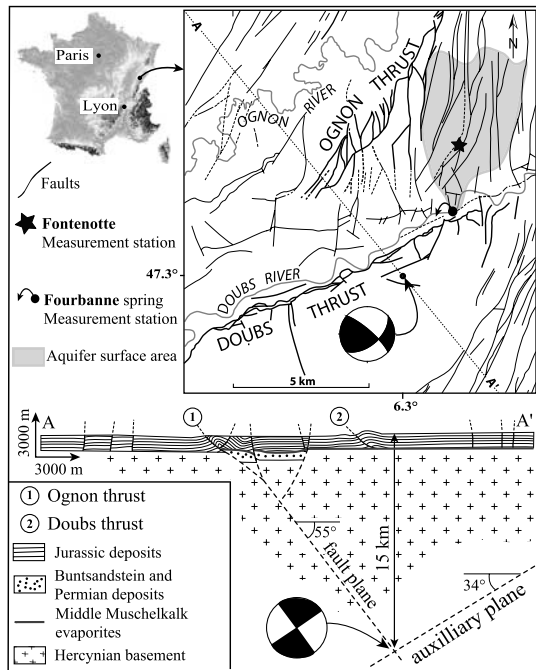 Paris
Lyon
Faults
Fontenotte
Measurement station
Fourbanne spring
Measurement station
Aquifer surface area
A
N
OGNON RIVER
OGNON THRUST
47.3°
DOUBS RIVER
DOUBS THRUST
5 km
A'
6.3°
3000 m
3000 m
A
1
2
A'
15 km
55°
fault plane
34°
auxilliary plane
1 Ognon thrust
2 Doubs thrust
Jurassic deposits
Buntsandstein and
Permian deposits
Middle Muschelkalk
evaporites
Hercynian basement